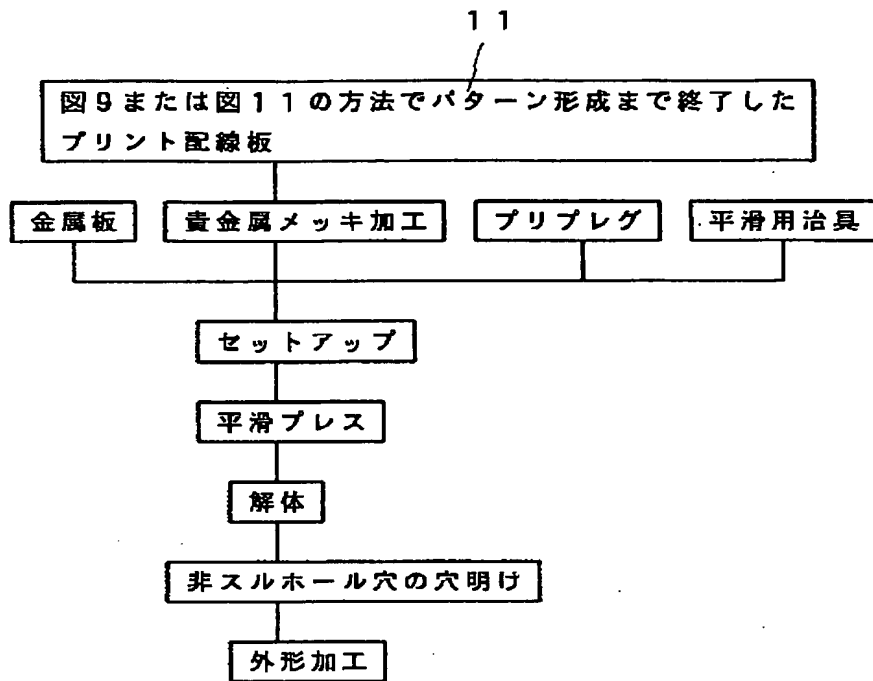 11
図9または図11の方法でパターン形成まで終了した
プリント配線板
金属板
貴金属メッキ加工
プリプレグ
平滑用治具
セットアップ
平滑プレス
解体
非スルホール穴の穴明け
外形加工